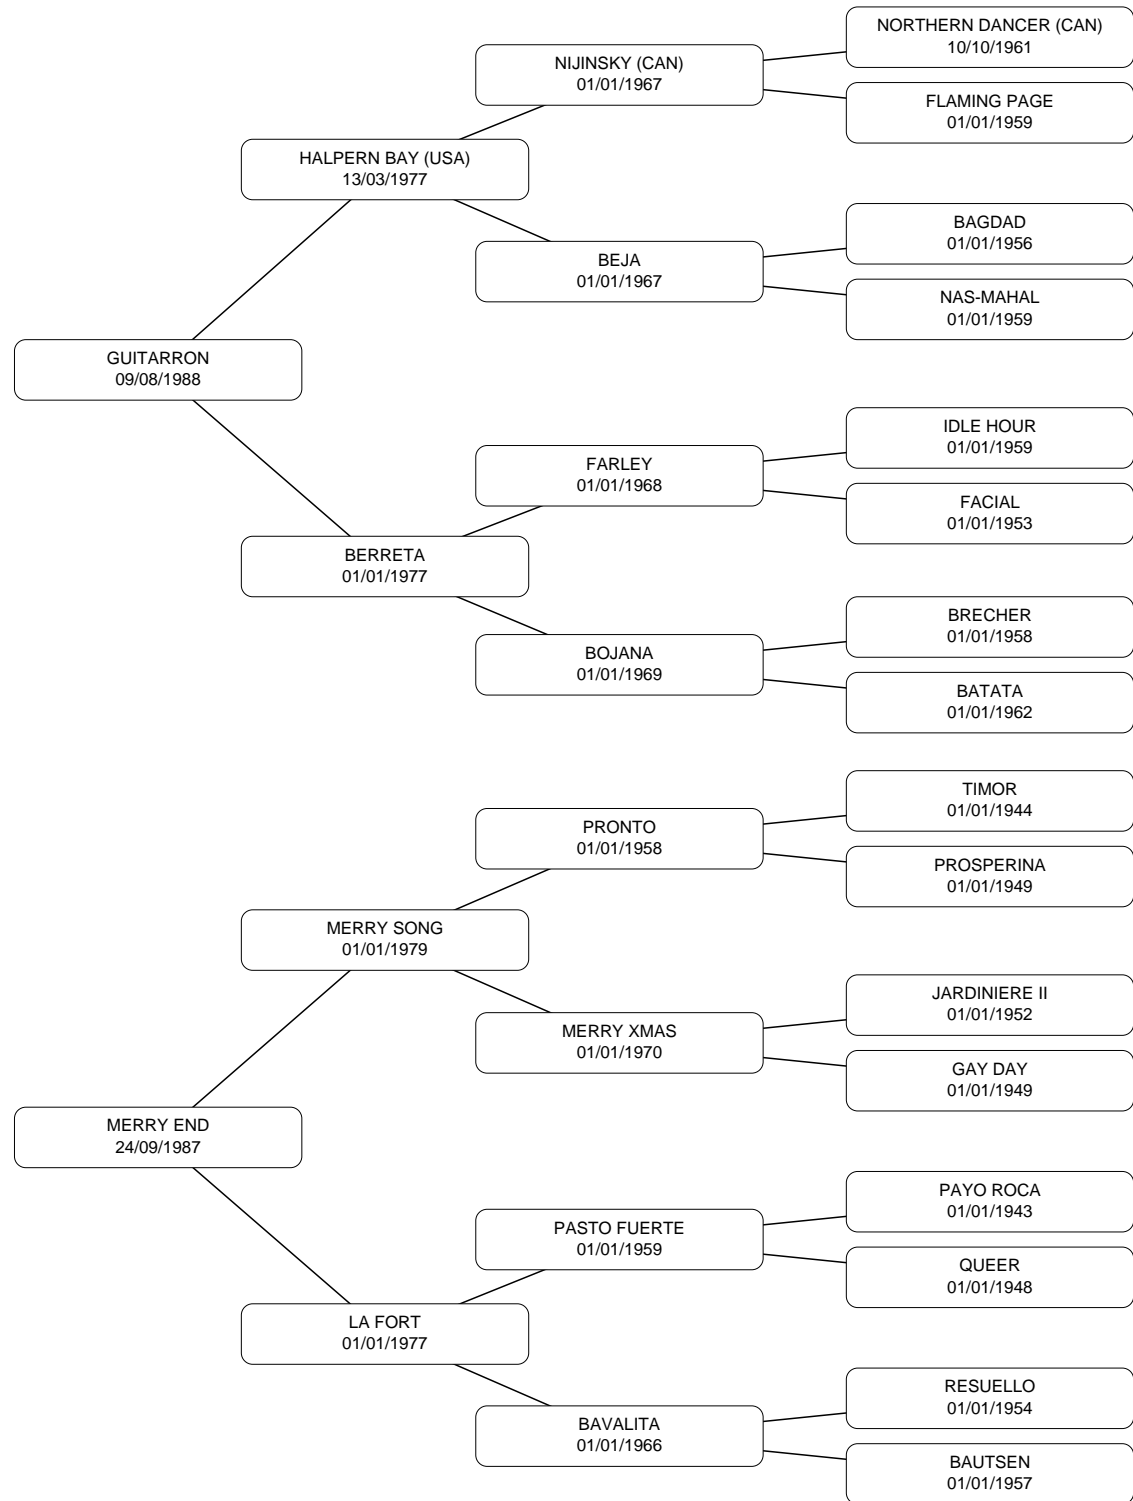 NORTHERN DANCER (CAN)
10/10/1961
NIJINSKY (CAN)
01/01/1967
FLAMING PAGE
01/01/1959
HALPERN BAY (USA)
13/03/1977
BAGDAD
01/01/1956
BEJA
01/01/1967
NAS-MAHAL
01/01/1959
GUITARRON
09/08/1988
IDLE HOUR
01/01/1959
FARLEY
01/01/1968
FACIAL
01/01/1953
BERRETA
01/01/1977
BRECHER
01/01/1958
BOJANA
01/01/1969
BATATA
01/01/1962
TIMOR
01/01/1944
PRONTO
01/01/1958
PROSPERINA
01/01/1949
MERRY SONG
01/01/1979
JARDINIERE II
01/01/1952
MERRY XMAS
01/01/1970
GAY DAY
01/01/1949
MERRY END
24/09/1987
PAYO ROCA
01/01/1943
PASTO FUERTE
01/01/1959
QUEER
01/01/1948
LA FORT
01/01/1977
RESUELLO
01/01/1954
BAVALITA
01/01/1966
BAUTSEN
01/01/1957